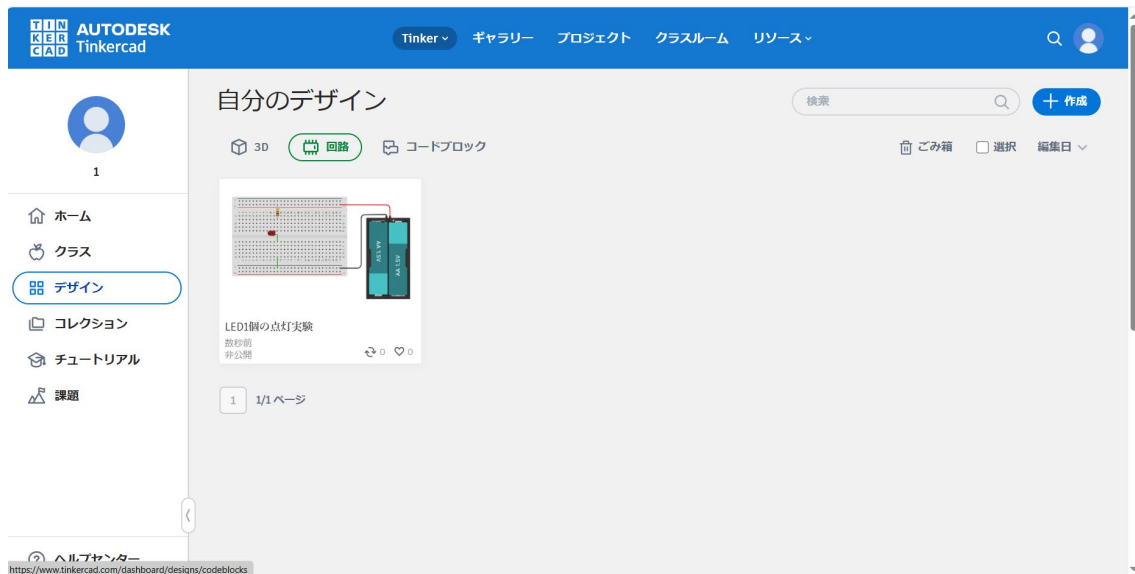 TIN
KER
CAD
AUTODESK
Tinkercad
Tinker ギャラリー プロジェクト クラスルーム リソース
1
ホーム
クラス
デザイン
コレクション
チュートリアル
課題
ヘルプセンター
https://www.tinkercad.com/dashboard/designs/codeblocks
自分のデザイン
検索
作成
3D 回路 コードブロック
ごみ箱 選択 編集日
AA 1.5V
AA 1.5V
LED1個の点灯実験
数秒前
非公開
0 0
1 1/1 ページ